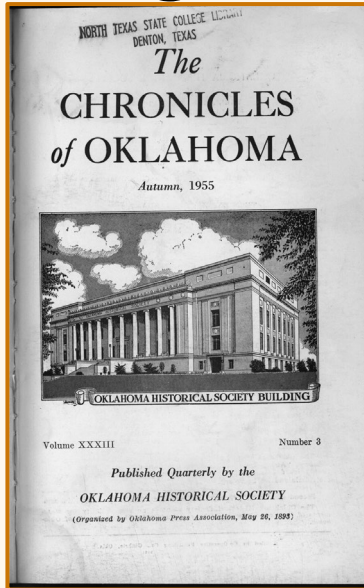 NORTH TEXAS STATE COLLEGE LIBRARY
DENTON, TEXAS
The
CHRONICLES
of OKLAHOMA
Autumn, 1955
OKLAHOMA HISTORICAL SOCIETY BUILDING
Volume XXXIII Number 3
Published Quarterly by the
OKLAHOMA HISTORICAL SOCIETY
(Organized by Oklahoma Press Association, May 26, 1893)